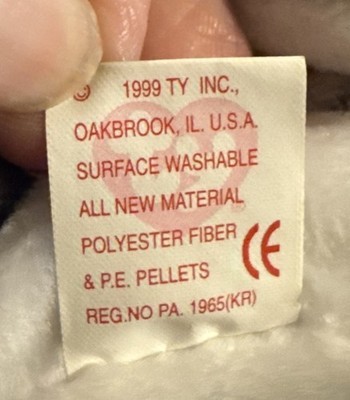 © 1999 TY INC.,
OAKBROOK, IL. U.S.A.
SURFACE WASHABLE
ALL NEW MATERIAL
POLYESTER FIBER
& P.E. PELLETS CE
REG.NO PA. 1965(KR)